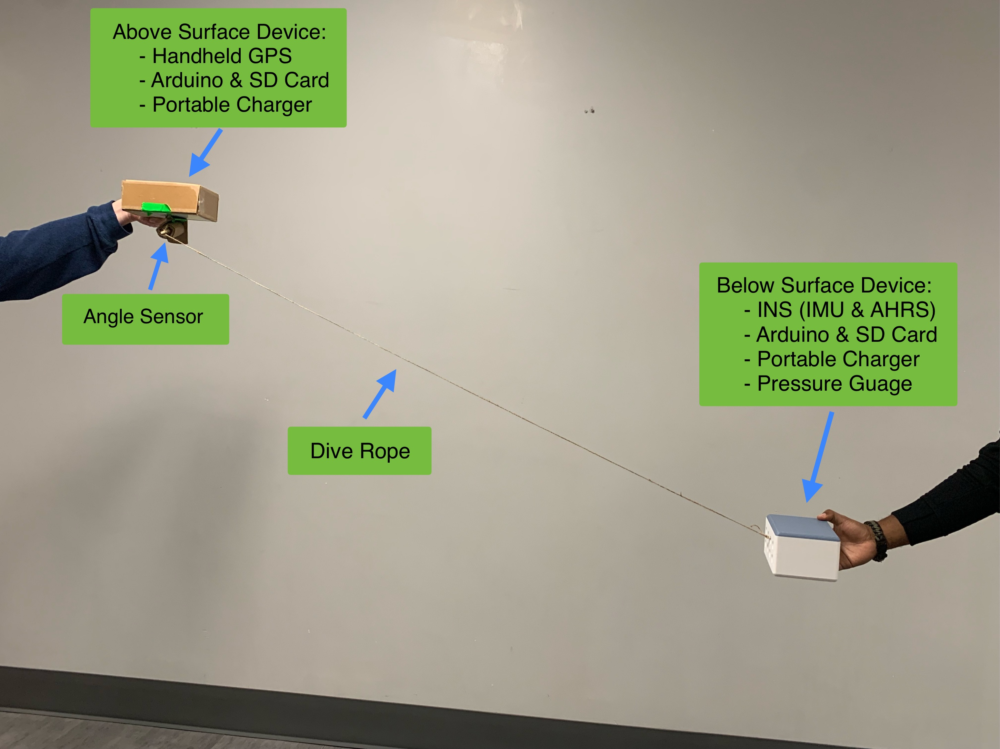 Above Surface Device:
- Handheld GPS
- Arduino & SD Card
- Portable Charger
Angle Sensor
Dive Rope
Below Surface Device:
- INS (IMU & AHRS)
- Arduino & SD Card
- Portable Charger
- Pressure Guage